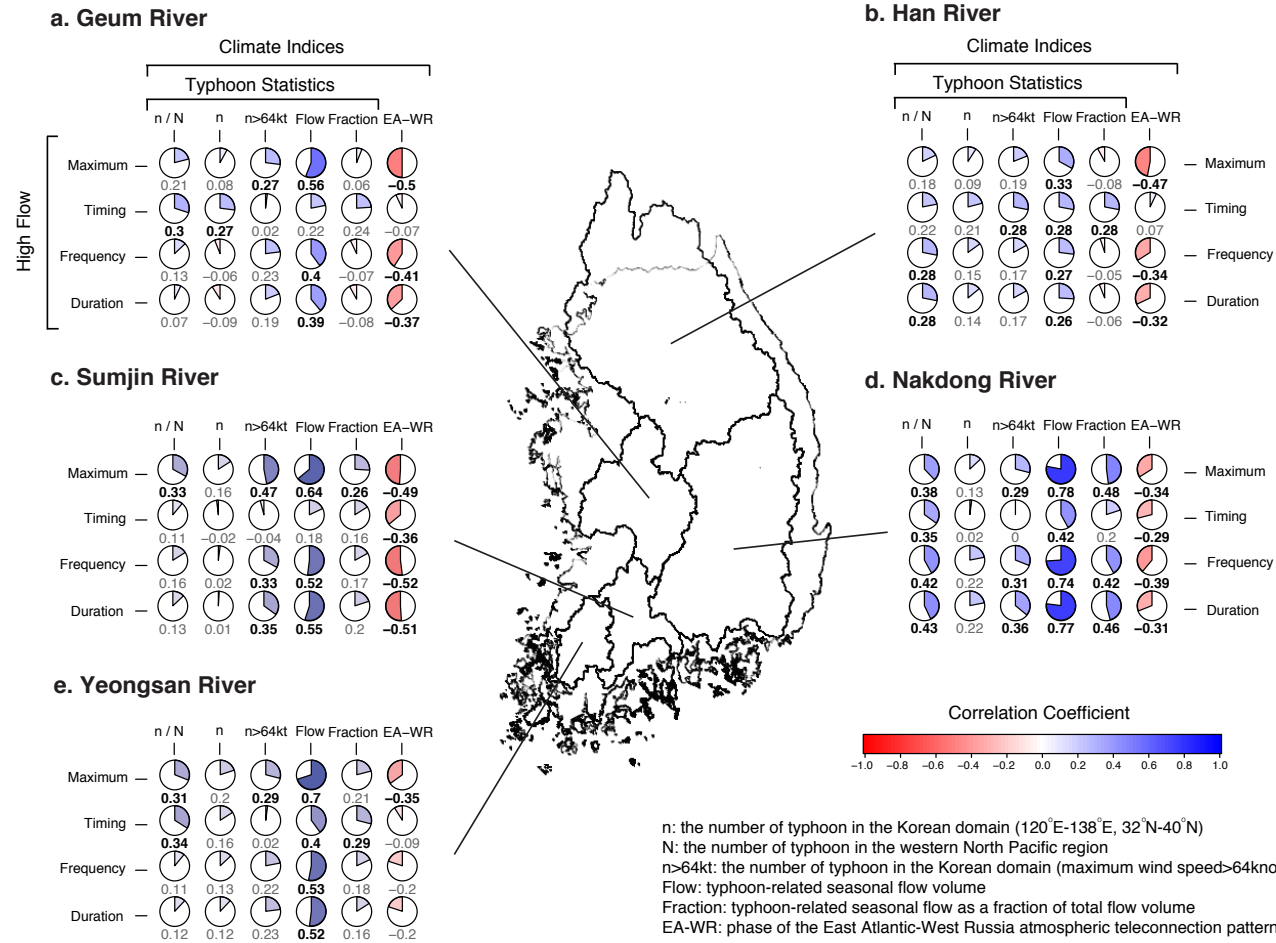 a. Geum River
Climate Indices
Typhoon Statistics
n / N n n>64kt Flow Fraction EA−WR
High Flow
Maximum
0.21 0.08 0.27 0.56 0.06 −0.5
Timing
0.3 0.27 0.02 0.22 0.24 −0.07
Frequency
0.13 −0.06 0.23 0.4 −0.07 −0.41
Duration
0.07 −0.09 0.19 0.39 −0.08 −0.37
b. Han River
Climate Indices
Typhoon Statistics
n / N n n>64kt Flow Fraction EA−WR
Maximum
0.18 0.09 0.19 0.33 −0.08 −0.47
Timing
0.22 0.21 0.28 0.28 0.28 0.07
Frequency
0.28 0.15 0.17 0.27 −0.05 −0.34
Duration
0.28 0.14 0.17 0.26 −0.06 −0.32
c. Sumjin River
n / N n n>64kt Flow Fraction EA−WR
Maximum
0.33 0.16 0.47 0.64 0.26 −0.49
Timing
0.11 −0.02 −0.04 0.18 0.16 −0.36
Frequency
0.16 0.02 0.33 0.52 0.17 −0.52
Duration
0.13 0.01 0.35 0.55 0.2 −0.51
d. Nakdong River
n / N n n>64kt Flow Fraction EA−WR
Maximum
0.38 0.13 0.29 0.78 0.48 −0.34
Timing
0.35 0.02 0 0.42 0.2 −0.29
Frequency
0.42 0.22 0.31 0.74 0.42 −0.39
Duration
0.43 0.22 0.36 0.77 0.46 −0.31
e. Yeongsan River
n / N n n>64kt Flow Fraction EA−WR
Maximum
0.31 0.2 0.29 0.7 0.21 −0.35
Timing
0.34 0.16 0.02 0.4 0.29 −0.09
Frequency
0.11 0.13 0.22 0.53 0.18 −0.2
Duration
0.12 0.12 0.23 0.52 0.16 −0.2
Correlation Coefficient
−1.0 −0.8 −0.6 −0.4 −0.2 0.0 0.2 0.4 0.6 0.8 1.0
n: the number of typhoon in the Korean domain (120°E-138°E, 32°N-40°N)
N: the number of typhoon in the western North Pacific region
n>64kt: the number of typhoon in the Korean domain (maximum wind speed>64kno
Flow: typhoon-related seasonal flow volume
Fraction: typhoon-related seasonal flow as a fraction of total flow volume
EA-WR: phase of the East Atlantic-West Russia atmospheric teleconnection pattern